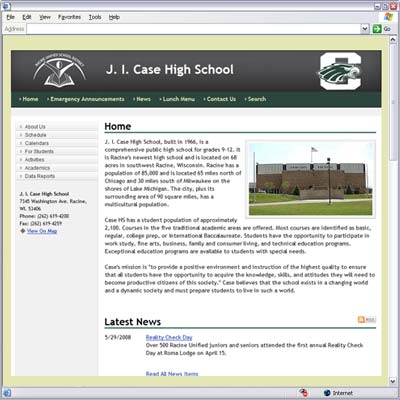 File Edit View Favorites Tools Help
Address
Go
RACINE UNIFIED SCHOOL DISTRICT
J. I. Case High School
Home Emergency Announcements News Lunch Menu Contact Us Search
About Us
Schedule
Calendars
For Students
Activities
Academics
Data Reports
J. I. Case High School
7345 Washington Ave. Racine,
WI. 53406
Phone: (262) 619-4200
Fax: (262) 619-4259
View On Map
Home
J. I. Case High School, built in 1966, is a
comprehensive public high school for grades 9-12. It
is Racine's newest high school and is located on 68
acres in southwest Racine, Wisconsin. Racine has a
population of 85,000 and is located 65 miles north of
Chicago and 30 miles south of Milwaukee on the
shores of Lake Michigan. The city, plus its
surrounding area of 90 square miles, has a
multicultural population.
Case HS has a student population of approximately
2,100. Courses in the five traditional academic areas are offered. Most courses are identified as basic,
regular, college prep, or International Baccalaureate. Students have the opportunity to participate in
work study, fine arts, business, family and consumer living, and technical education programs.
Exceptional education programs are available to students with special needs.
Case's mission is "to provide a positive environment and instruction of the highest quality to ensure
that all students have the opportunity to acquire the knowledge, skills, and attitudes they will need to
become productive citizens of this society." Case believes that the school exists in a changing world
and a dynamic society and must prepare students to live in such a world.
Latest News
RSS
5/29/2008 Reality Check Day
Over 500 Racine Unified juniors and seniors attended the first annual Reality Check
Day at Roma Lodge on April 15.
Read All News Items
Internet